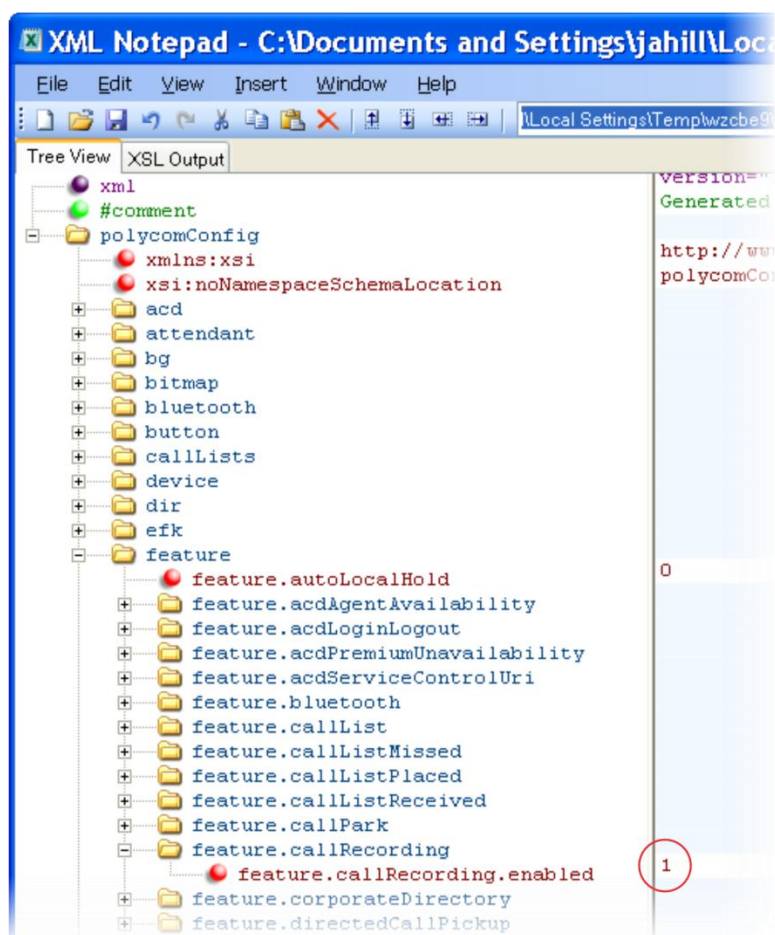 XML Notepad - C:\Documents and Settings\jahill\Loca
File Edit View Insert Window Help
\Local Settings\Temp\wzcbe9\
Tree View XSL Output
xml version="
#comment Generated
polycomConfig
xmlns:xsi http://www
xsi:noNamespaceSchemaLocation polycomCon
acd
attendant
bg
bitmap
bluetooth
button
callLists
device
dir
efk
feature
feature.autoLocalHold 0
feature.acdAgentAvailability
feature.acdLoginLogout
feature.acdPremiumUnavailability
feature.acdServiceControlUri
feature.bluetooth
feature.callList
feature.callListMissed
feature.callListPlaced
feature.callListReceived
feature.callPark
feature.callRecording
feature.callRecording.enabled 1
feature.corporateDirectory
feature.directedCallPickup